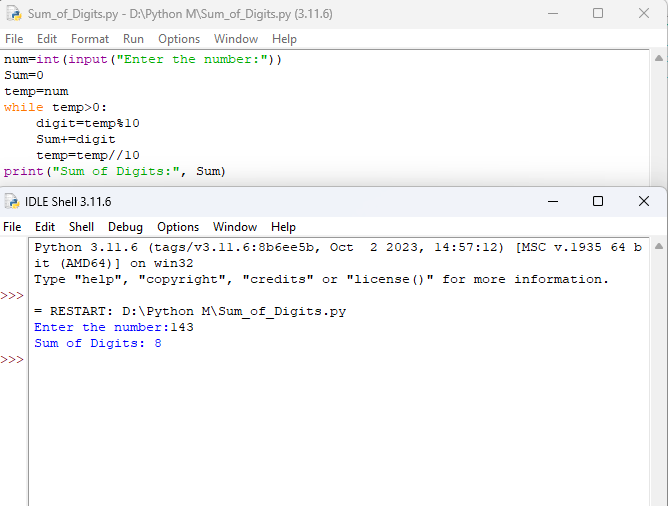 Sum_of_Digits.py - D:\Python M\Sum_of_Digits.py (3.11.6)
File Edit Format Run Options Window Help
num=int(input("Enter the number:"))
Sum=0
temp=num
while temp>0:
    digit=temp%10
    Sum+=digit
    temp=temp//10
print("Sum of Digits:", Sum)
IDLE Shell 3.11.6
File Edit Shell Debug Options Window Help
Python 3.11.6 (tags/v3.11.6:8b6ee5b, Oct  2 2023, 14:57:12) [MSC v.1935 64 b
it (AMD64)] on win32
Type "help", "copyright", "credits" or "license()" for more information.
>>>
= RESTART: D:\Python M\Sum_of_Digits.py
Enter the number:143
Sum of Digits: 8
>>>